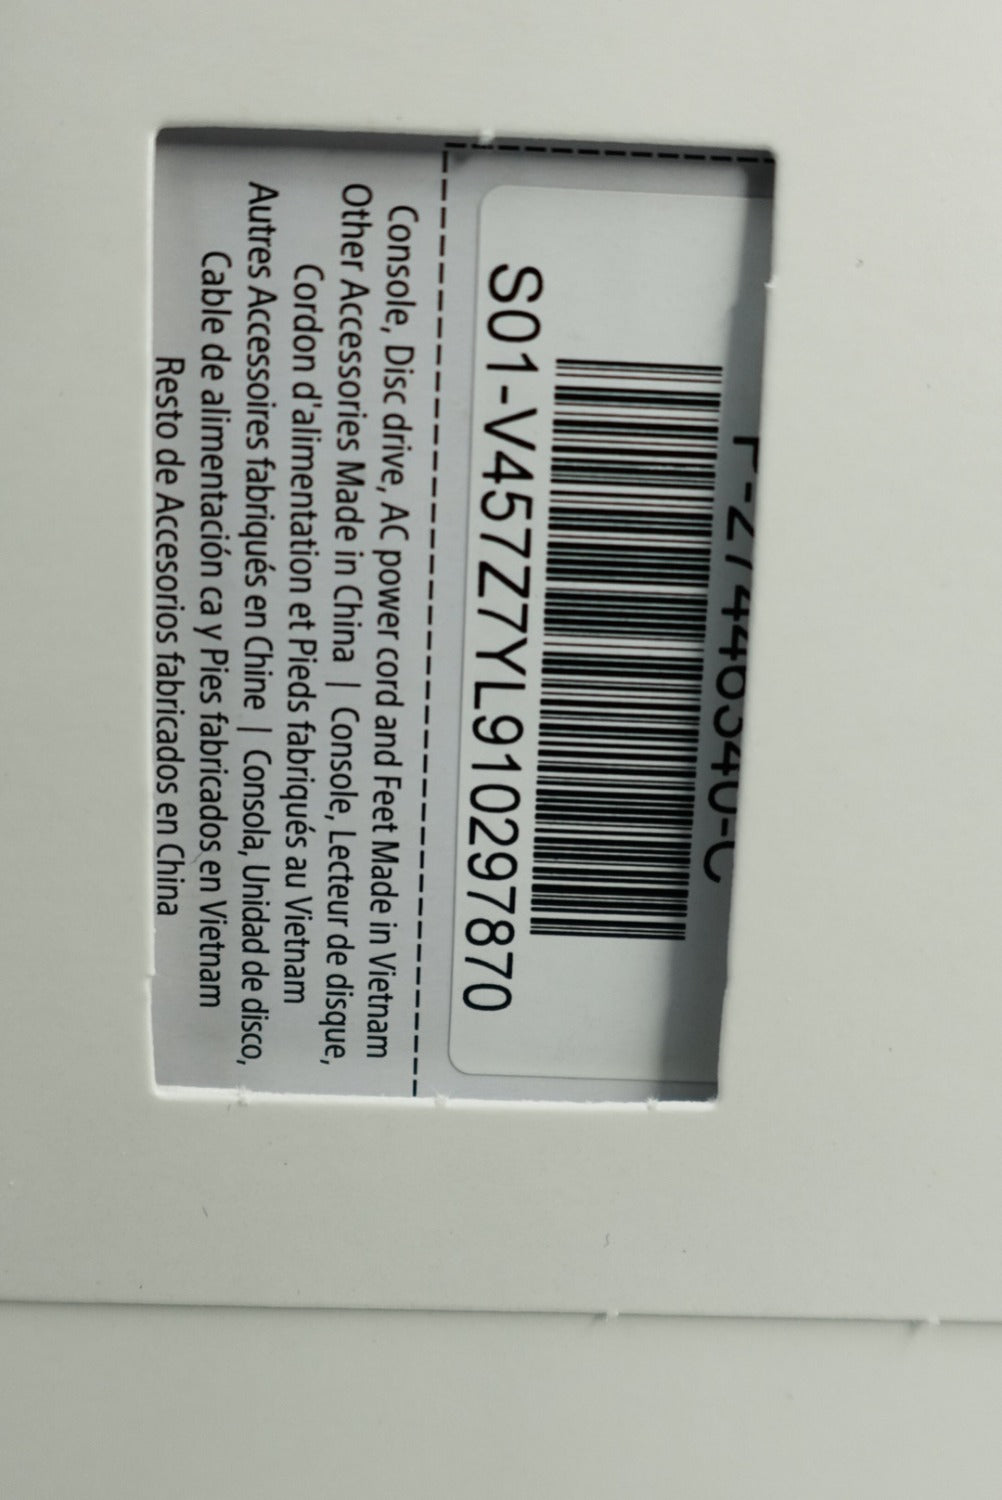 S01-V457Z7YL910297870
Console, Disc drive, AC power cord and Feet Made in Vietnam
Other Accessories Made in China | Console, Lecteur de disque,
Cordon d'alimentation et Pieds fabriqués au Vietnam
Autres Accessoires fabriqués en Chine | Consola, Unidad de disco,
Cable de alimentación ca y Pies fabricados en Vietnam
Resto de Accesorios fabricados en China